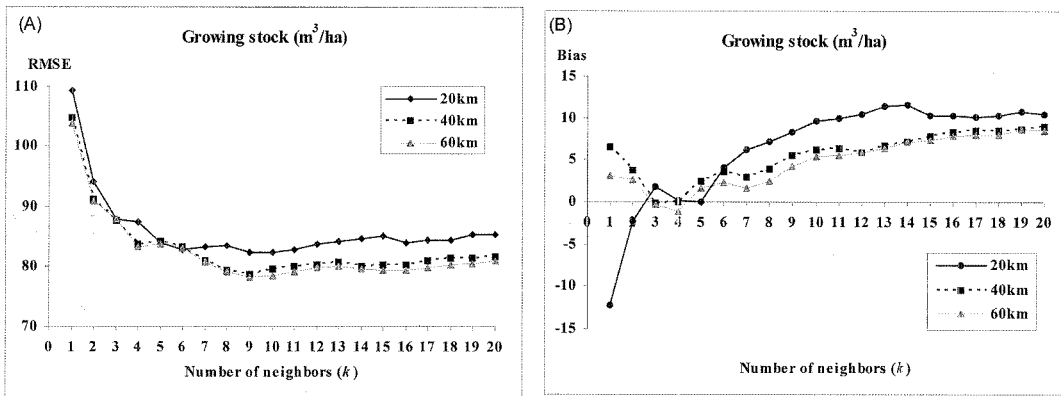 (A)
Growing stock (m³/ha)
RMSE
110
100
90
80
70
20km
40km
60km
0 1 2 3 4 5 6 7 8 9 10 11 12 13 14 15 16 17 18 19 20
Number of neighbors (k)
(B)
Growing stock (m³/ha)
Bias
15
10
5
0
-5
-10
-15
0 1 2 3 4 5 6 7 8 9 10 11 12 13 14 15 16 17 18 19 20
20km
40km
60km
Number of neighbors (k)